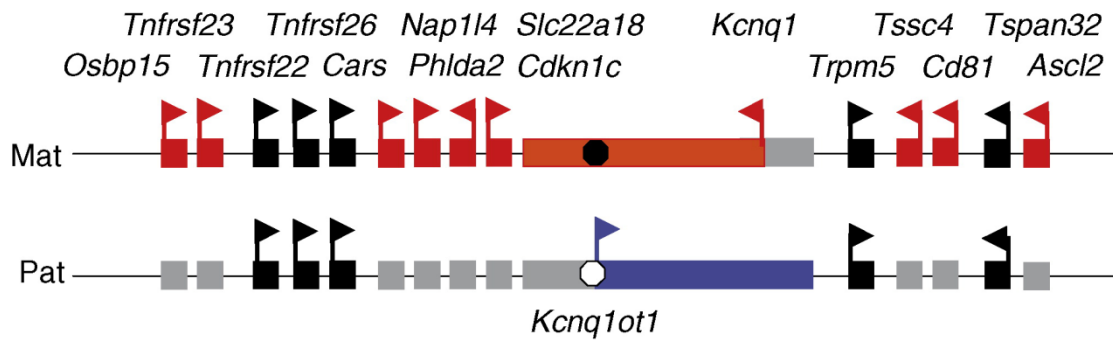 Tnfrsf23 Tnfrsf26 Nap1l4 Slc22a18 Kcnq1 Tssc4 Tspan32
Osbp15 Tnfrsf22 Cars Phlda2 Cdkn1c Trpm5 Cd81 Ascl2
Mat
Pat
Kcnq1ot1